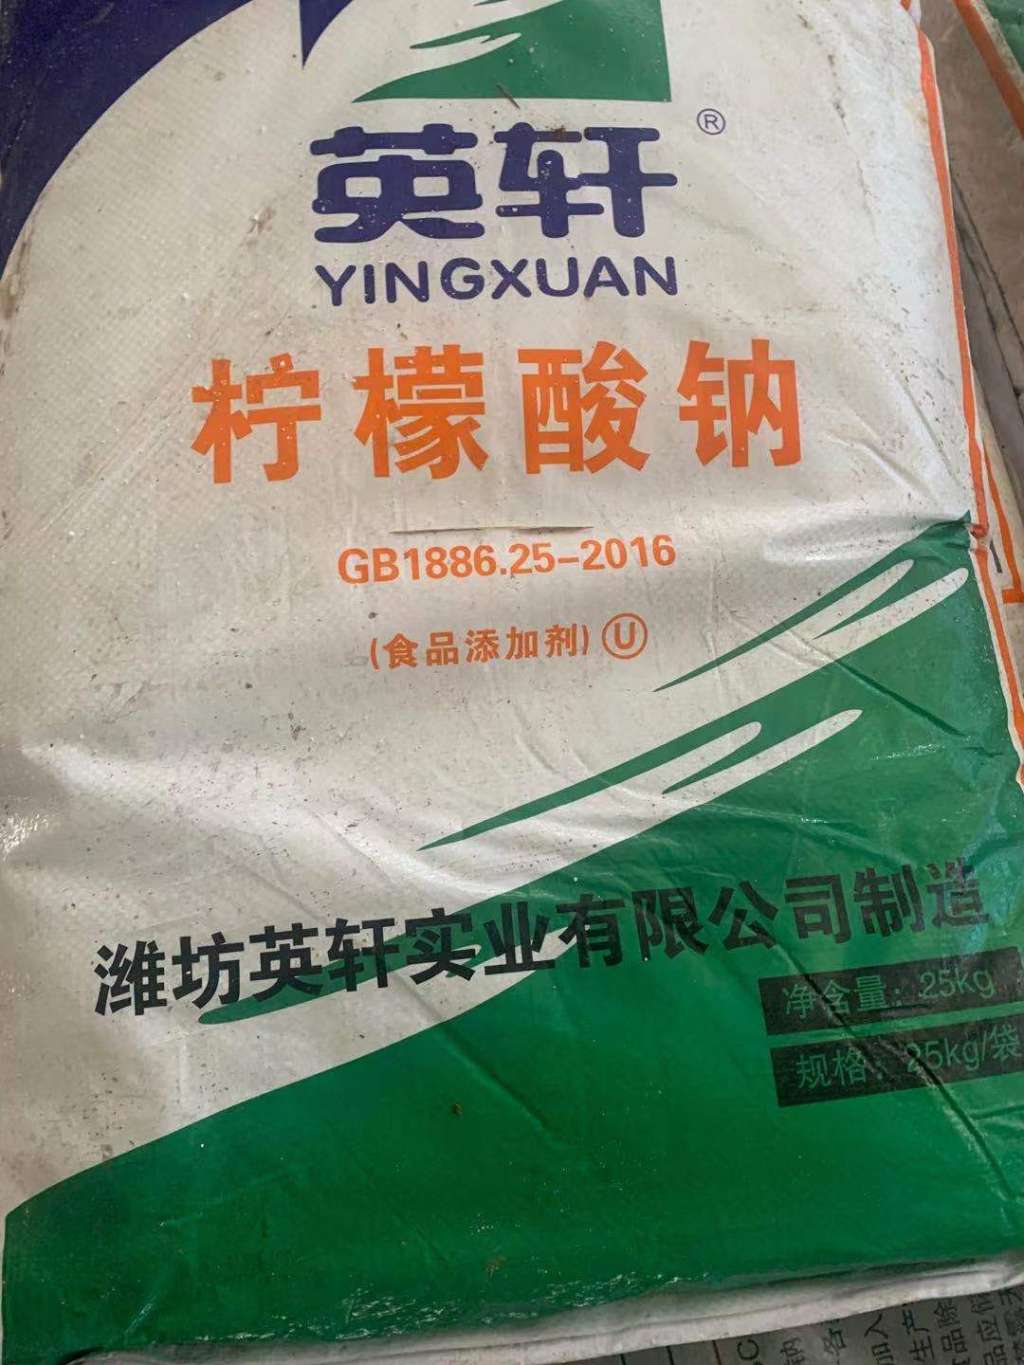 英轩®
YINGXUAN
柠檬酸钠
GB1886.25-2016
(食品添加剂)Ⓤ
潍坊英轩实业有限公司制造
净含量：25kg
规格：25kg/袋